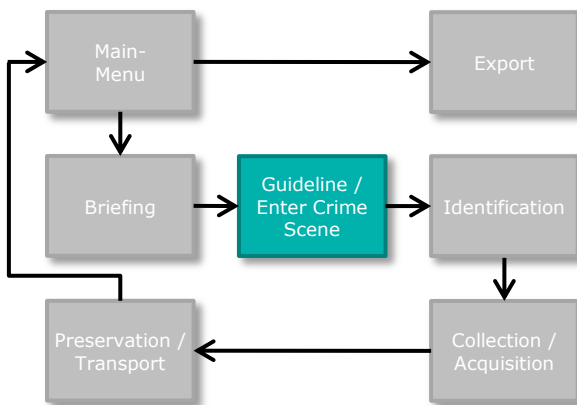 Main-
Menu
Export
Briefing
Guideline /
Enter Crime
Scene
Identification
Preservation /
Transport
Collection /
Acquisition